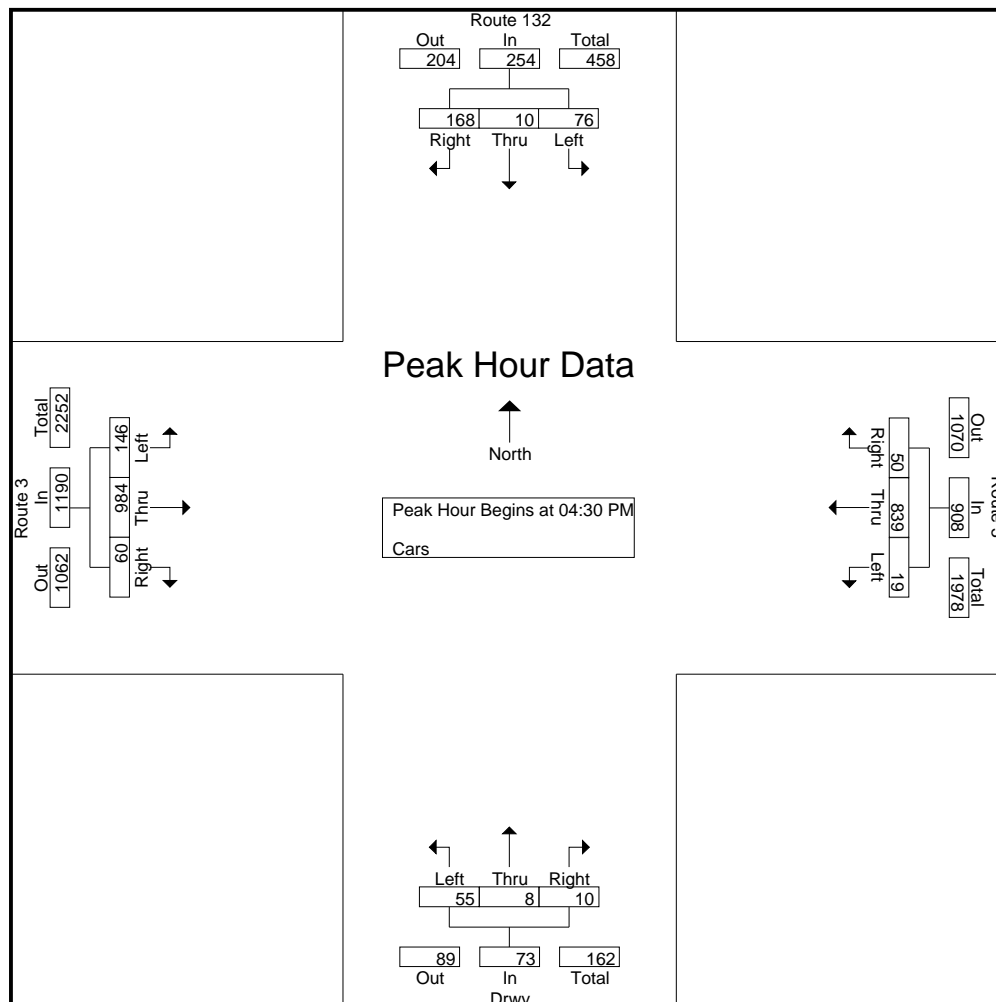 Route 132
Out In Total
204 254 458
168 10 76
Right Thru Left
Peak Hour Data
North
Peak Hour Begins at 04:30 PM
Cars
Route 3
Total In Out
2252 1190 1062
146 984 60
Left Thru Right
Right Thru Left
50 839 19
Out In Total
1070 908 1978
Left Thru Right
55 8 10
89 73 162
Out In Total
Drwy